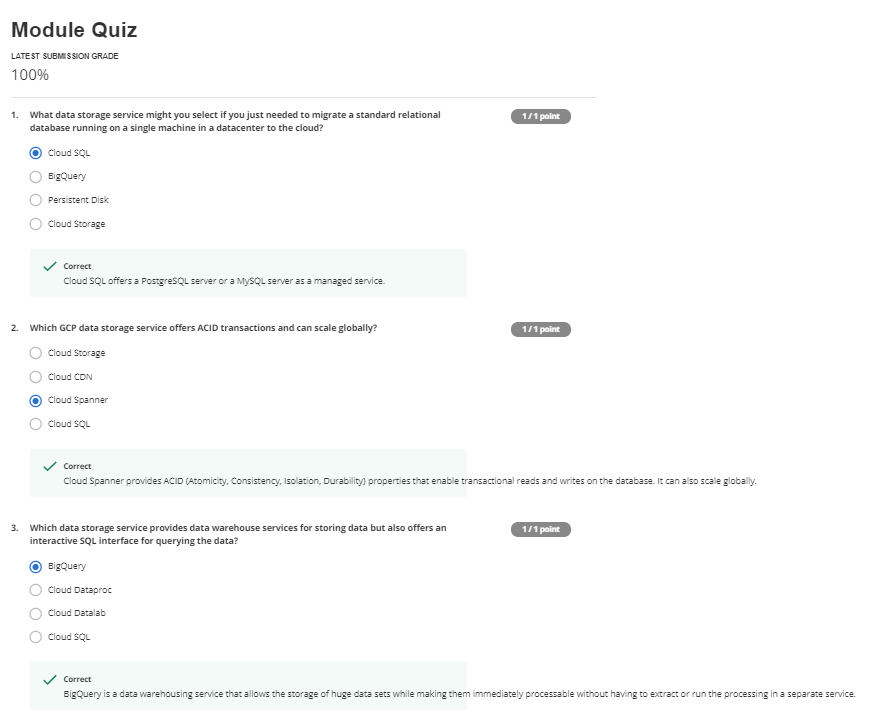 Module Quiz
LATEST SUBMISSION GRADE
100%
1. What data storage service might you select if you just needed to migrate a standard relational
database running on a single machine in a datacenter to the cloud?
1 / 1 point
Cloud SQL
BigQuery
Persistent Disk
Cloud Storage
Correct
Cloud SQL offers a PostgreSQL server or a MySQL server as a managed service.
2. Which GCP data storage service offers ACID transactions and can scale globally?
1 / 1 point
Cloud Storage
Cloud CDN
Cloud Spanner
Cloud SQL
Correct
Cloud Spanner provides ACID (Atomicity, Consistency, Isolation, Durability) properties that enable transactional reads and writes on the database. It can also scale globally.
3. Which data storage service provides data warehouse services for storing data but also offers an
interactive SQL interface for querying the data?
1 / 1 point
BigQuery
Cloud Dataproc
Cloud Datalab
Cloud SQL
Correct
BigQuery is a data warehousing service that allows the storage of huge data sets while making them immediately processable without having to extract or run the processing in a separate service.